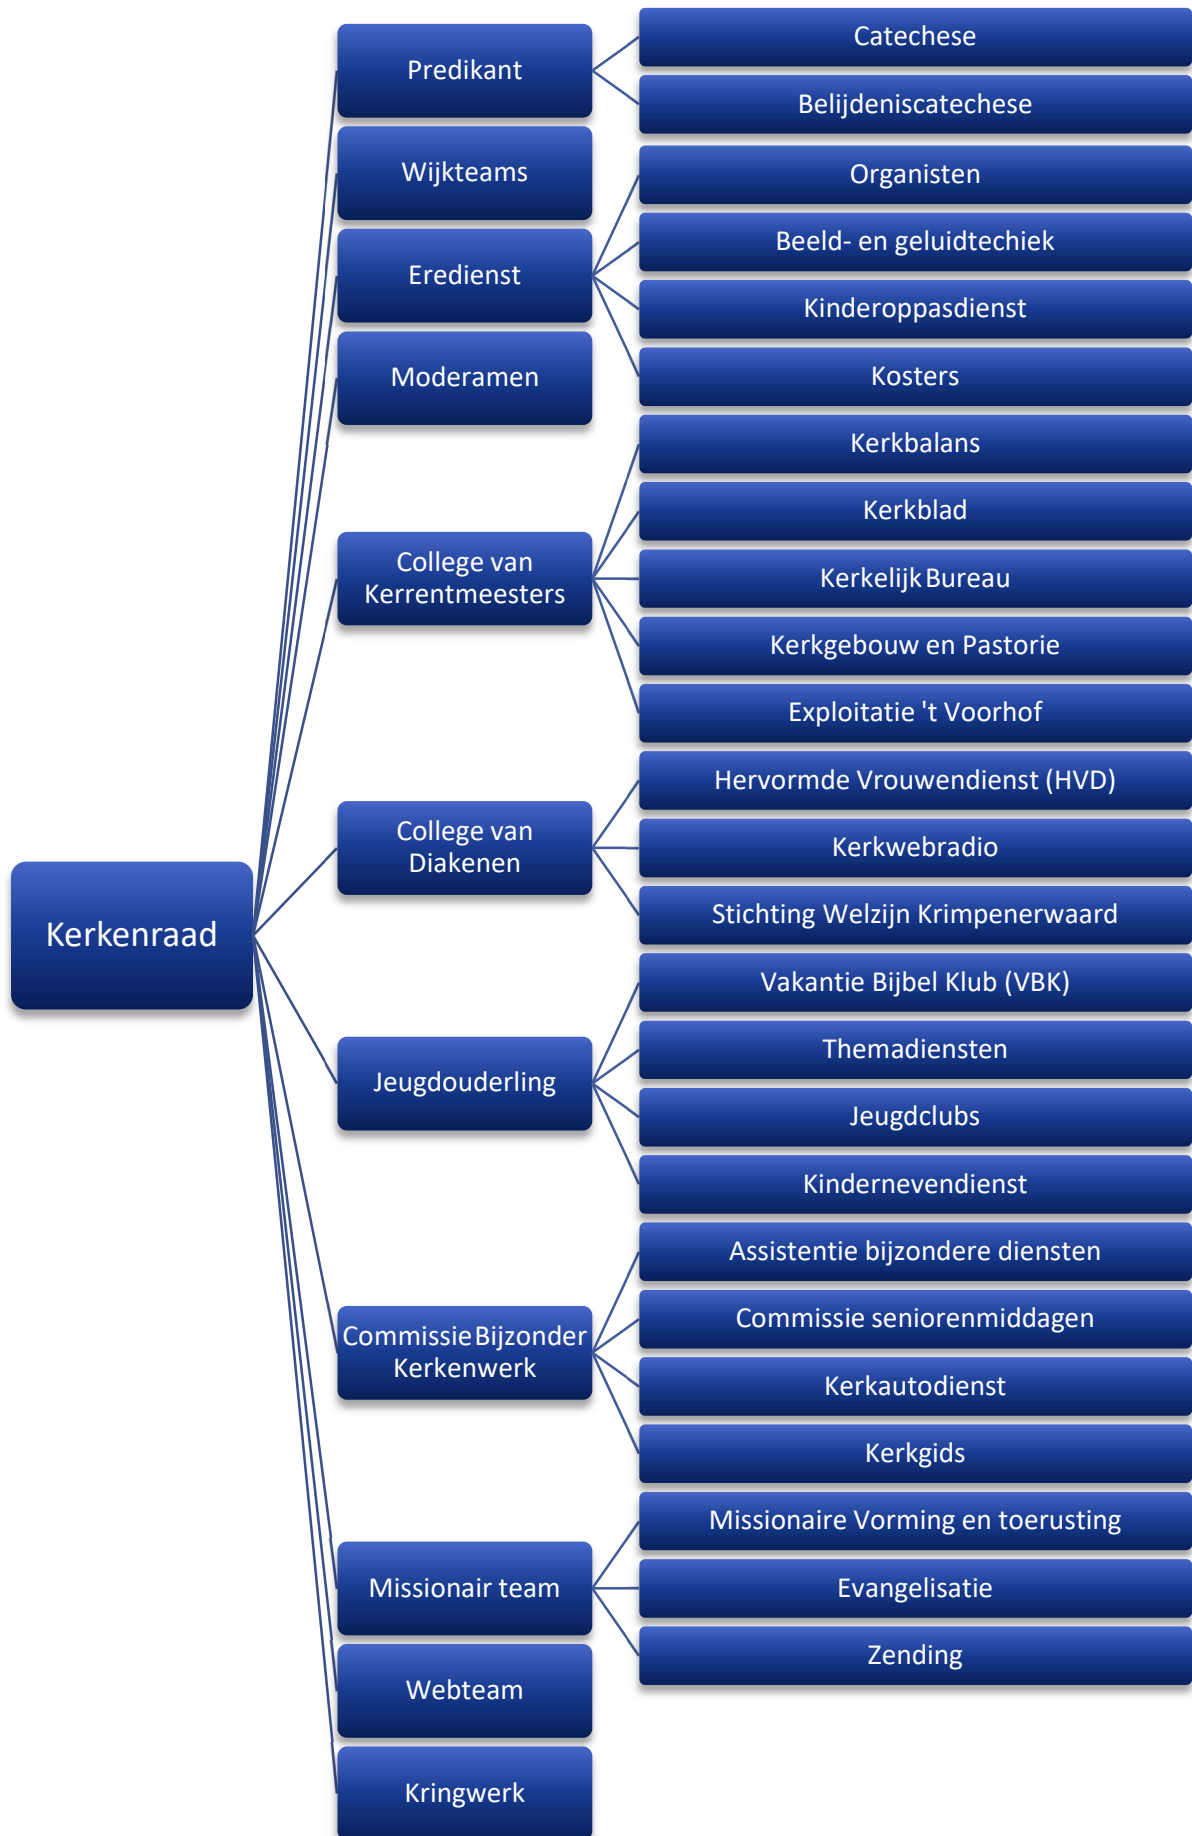 Kerkenraad
Predikant
Catechese
Belijdeniscatechese
Wijkteams
Eredienst
Organisten
Beeld- en geluidtechiek
Kinderoppasdienst
Kosters
Moderamen
College van
Kerrentmeesters
Kerkbalans
Kerkblad
Kerkelijk Bureau
Kerkgebouw en Pastorie
Exploitatie 't Voorhof
College van
Diakenen
Hervormde Vrouwendienst (HVD)
Kerkwebradio
Stichting Welzijn Krimpenerwaard
Jeugdouderling
Vakantie Bijbel Klub (VBK)
Themadiensten
Jeugdclubs
Kindernevendienst
Commissie Bijzonder
Kerkenwerk
Assistentie bijzondere diensten
Commissie seniorenmiddagen
Kerkautodienst
Kerkgids
Missionair team
Missionaire Vorming en toerusting
Evangelisatie
Zending
Webteam
Kringwerk